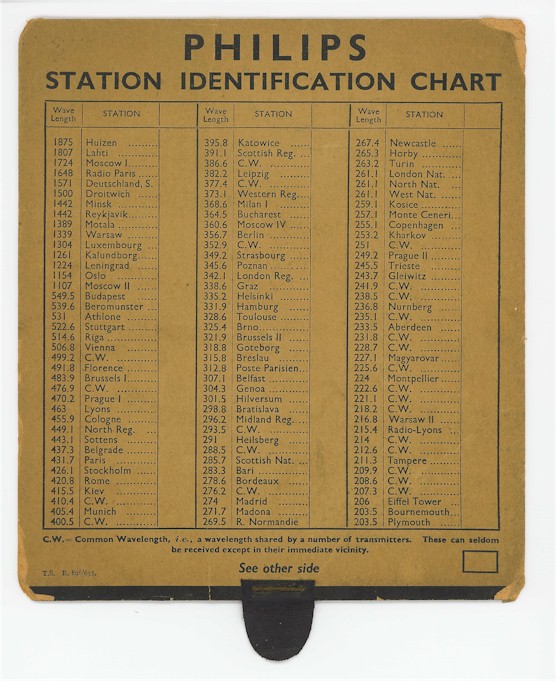 PHILIPS
STATION IDENTIFICATION CHART
Wave Length STATION
1875 Huizen
1807 Lahti
1724 Moscow I
1648 Radio Paris
1571 Deutschland, S.
1500 Droitwich
1442 Minsk
1442 Reykjavik
1389 Motala
1339 Warsaw
1304 Luxembourg
1261 Kalundborg
1224 Leningrad
1154 Oslo
1107 Moscow II
549.5 Budapest
539.6 Beromunster
531 Athlone
522.6 Stuttgart
514.6 Riga
506.8 Vienna
499.2 C.W.
491.8 Florence
483.9 Brussels I
476.9 C.W.
470.2 Prague I
463 Lyons
455.9 Cologne
449.1 North Reg.
443.1 Sottens
437.3 Belgrade
431.7 Paris
426.1 Stockholm
420.8 Rome
415.5 Kiev
410.4 C.W.
405.4 Munich
400.5 C.W.
Wave Length STATION
395.8 Katowice
391.1 Scottish Reg.
386.6 C.W.
382.2 Leipzig
377.4 C.W.
373.1 Western Reg.
368.6 Milan I
364.5 Bucharest
360.6 Moscow IV
356.7 Berlin
352.9 C.W.
349.2 Strasbourg
345.6 Poznan
342.1 London Reg.
338.6 Graz
335.2 Helsinki
331.9 Hamburg
328.6 Toulouse
325.4 Brno
321.9 Brussels II
318.8 Goteborg
315.8 Breslau
312.8 Poste Parisien
307.1 Belfast
304.3 Genoa
301.5 Hilversum
298.8 Bratislava
296.2 Midland Reg.
293.5 C.W.
291 Heilsberg
288.5 C.W.
285.7 Scottish Nat.
283.3 Bari
278.6 Bordeaux
276.2 C.W.
274 Madrid
271.7 Madona
269.5 R. Normandie
Wave Length STATION
267.4 Newcastle
265.3 Horby
263.2 Turin
261.1 London Nat.
261.1 North Nat.
261.1 West Nat.
259.1 Kosice
257.1 Monte Ceneri
255.1 Copenhagen
253.2 Kharkov
251 C.W.
249.2 Prague II
245.5 Trieste
243.7 Gleiwitz
241.9 C.W.
238.5 C.W.
236.8 Nurnberg
235.1 C.W.
233.5 Aberdeen
231.8 C.W.
228.7 C.W.
227.1 Magyarovar
225.6 C.W.
224 Montpellier
222.6 C.W.
221.1 C.W.
218.2 C.W.
216.8 Warsaw II
215.4 Radio-Lyons
214 C.W.
212.6 C.W.
211.3 Tampere
209.9 C.W.
208.6 C.W.
207.3 C.W.
206 Eiffel Tower
203.5 Bournemouth
203.5 Plymouth
C.W.= Common Wavelength, i.e., a wavelength shared by a number of transmitters. These can seldom
be received except in their immediate vicinity.
See other side